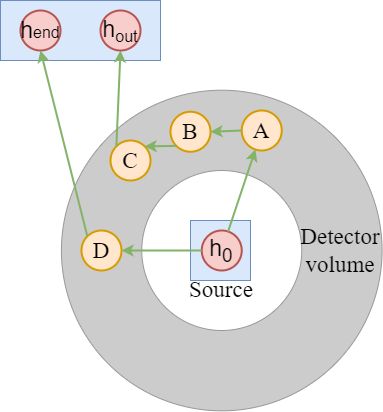 hend hout
B A
C
D h0 Detector
volume
Source